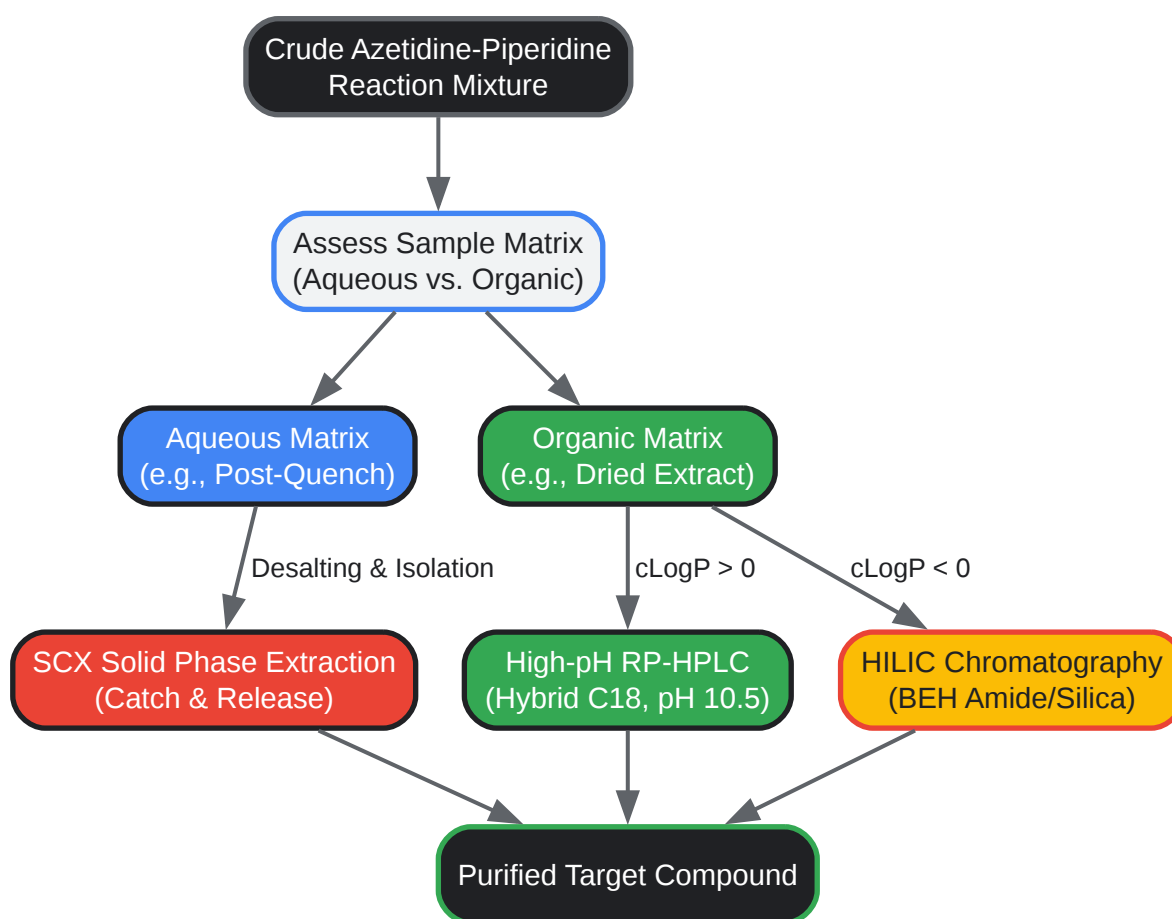 Crude Azetidine-Piperidine
Reaction Mixture
Assess Sample Matrix
(Aqueous vs. Organic)
Aqueous Matrix
(e.g., Post-Quench)
Organic Matrix
(e.g., Dried Extract)
Desalting & Isolation
cLogP > 0
cLogP < 0
SCX Solid Phase Extraction
(Catch & Release)
High-pH RP-HPLC
(Hybrid C18, pH 10.5)
HILIC Chromatography
(BEH Amide/Silica)
Purified Target Compound